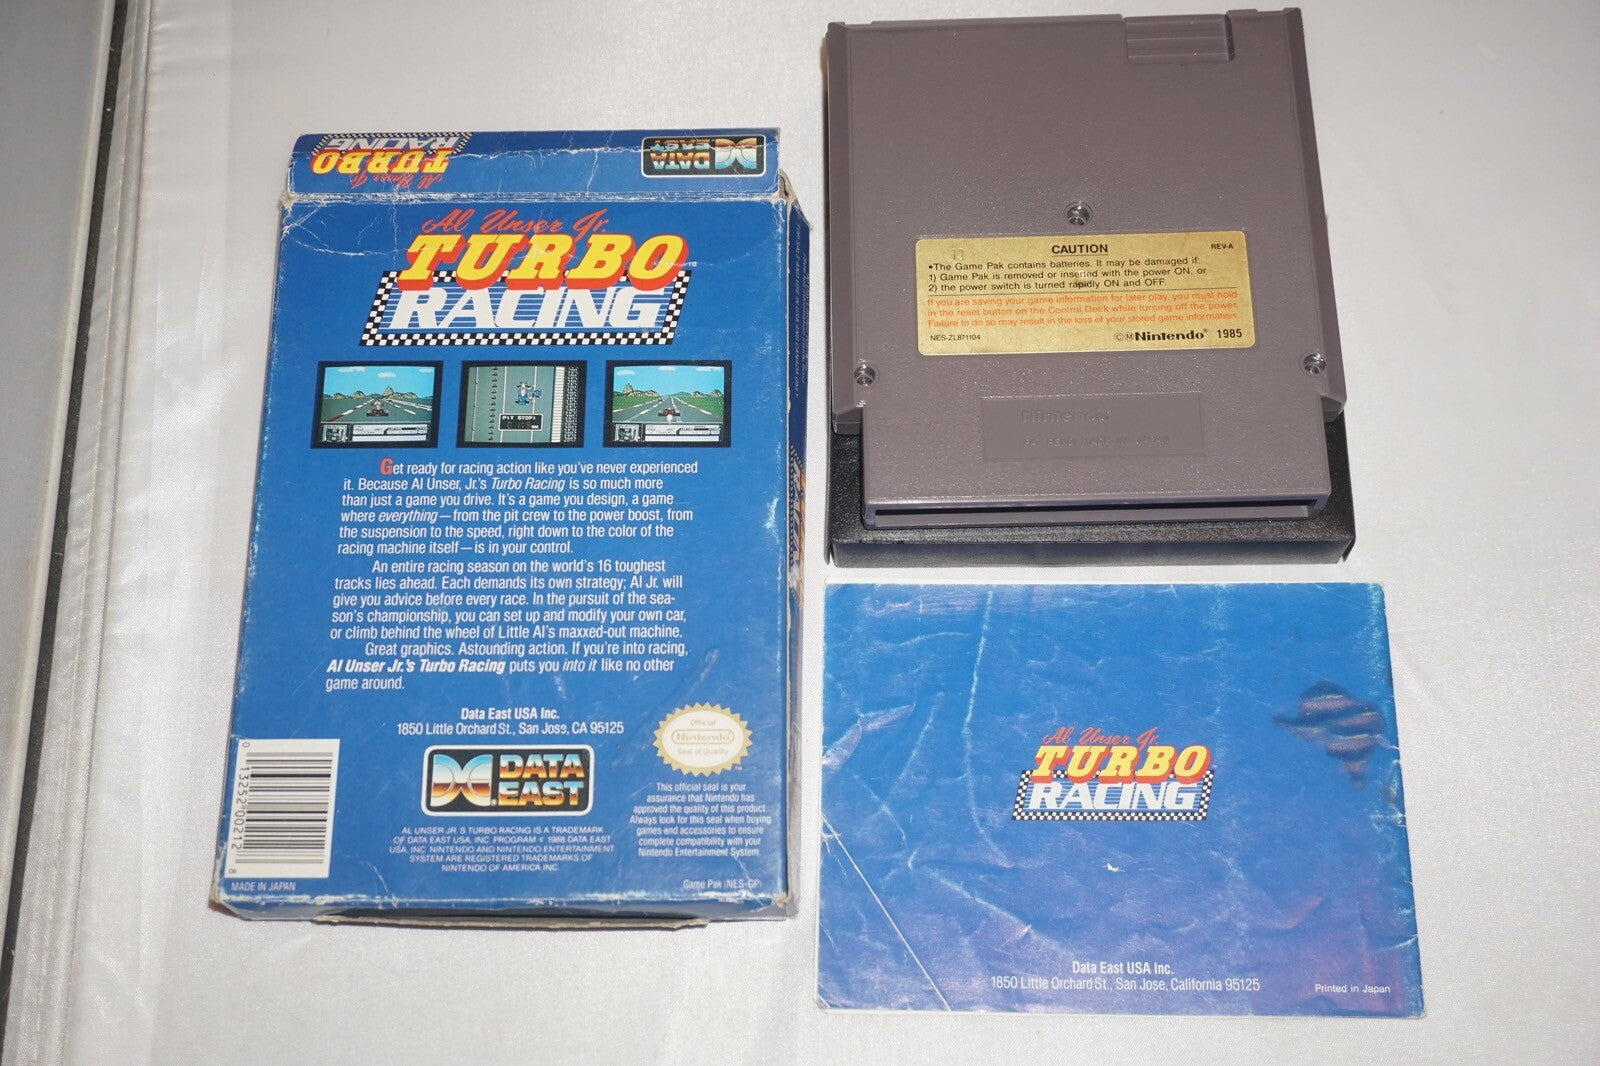 Al Unser Jr.
TURBO
RACING
DATA
EAST
Al Unser Jr.
TURBO
RACING
PIT STOP!
Get ready for racing action like you've never experienced
it. Because Al Unser, Jr.'s Turbo Racing is so much more
than just a game you drive. It's a game you design, a game
where everything—from the pit crew to the power boost, from
the suspension to the speed, right down to the color of the
racing machine itself—is in your control.
An entire racing season on the world's 16 toughest
tracks lies ahead. Each demands its own strategy; Al Jr. will
give you advice before every race. In the pursuit of the sea-
son's championship, you can set up and modify your own car,
or climb behind the wheel of Little Al's maxxed-out machine.
Great graphics. Astounding action. If you're into racing,
Al Unser Jr.'s Turbo Racing puts you into it like no other
game around.
Data East USA Inc.
1850 Little Orchard St., San Jose, CA 95125
DATA
EAST
AL UNSER JR S TURBO RACING IS A TRADEMARK
OF DATA EAST USA, INC. PROGRAM © 1988 DATA EAST
USA, INC. NINTENDO AND NINTENDO ENTERTAINMENT
SYSTEM ARE REGISTERED TRADEMARKS OF
NINTENDO OF AMERICA INC.
Official
Nintendo
Seal of Quality
This official seal is your
assurance that Nintendo has
approved the quality of this product.
Always look for this seal when buying
games and accessories to ensure
complete compatibility with your
Nintendo Entertainment System.
Game Pak (NES-GP)
0 13252 00212 8
MADE IN JAPAN
CAUTION
REV-A
•The Game Pak contains batteries. It may be damaged if:
1) Game Pak is removed or inserted with the power ON, or
2) the power switch is turned rapidly ON and OFF.
If you are saving your game information for later play, you must hold
in the reset button on the Control Deck while turning off the power.
Failure to do so may result in the loss of your stored game information.
NES-ZL871104
©Ⓜ Nintendo® 1985
Nintendo
Al Unser Jr.
TURBO
RACING
Data East USA Inc.
1850 Little Orchard St., San Jose, California 95125
Printed in Japan